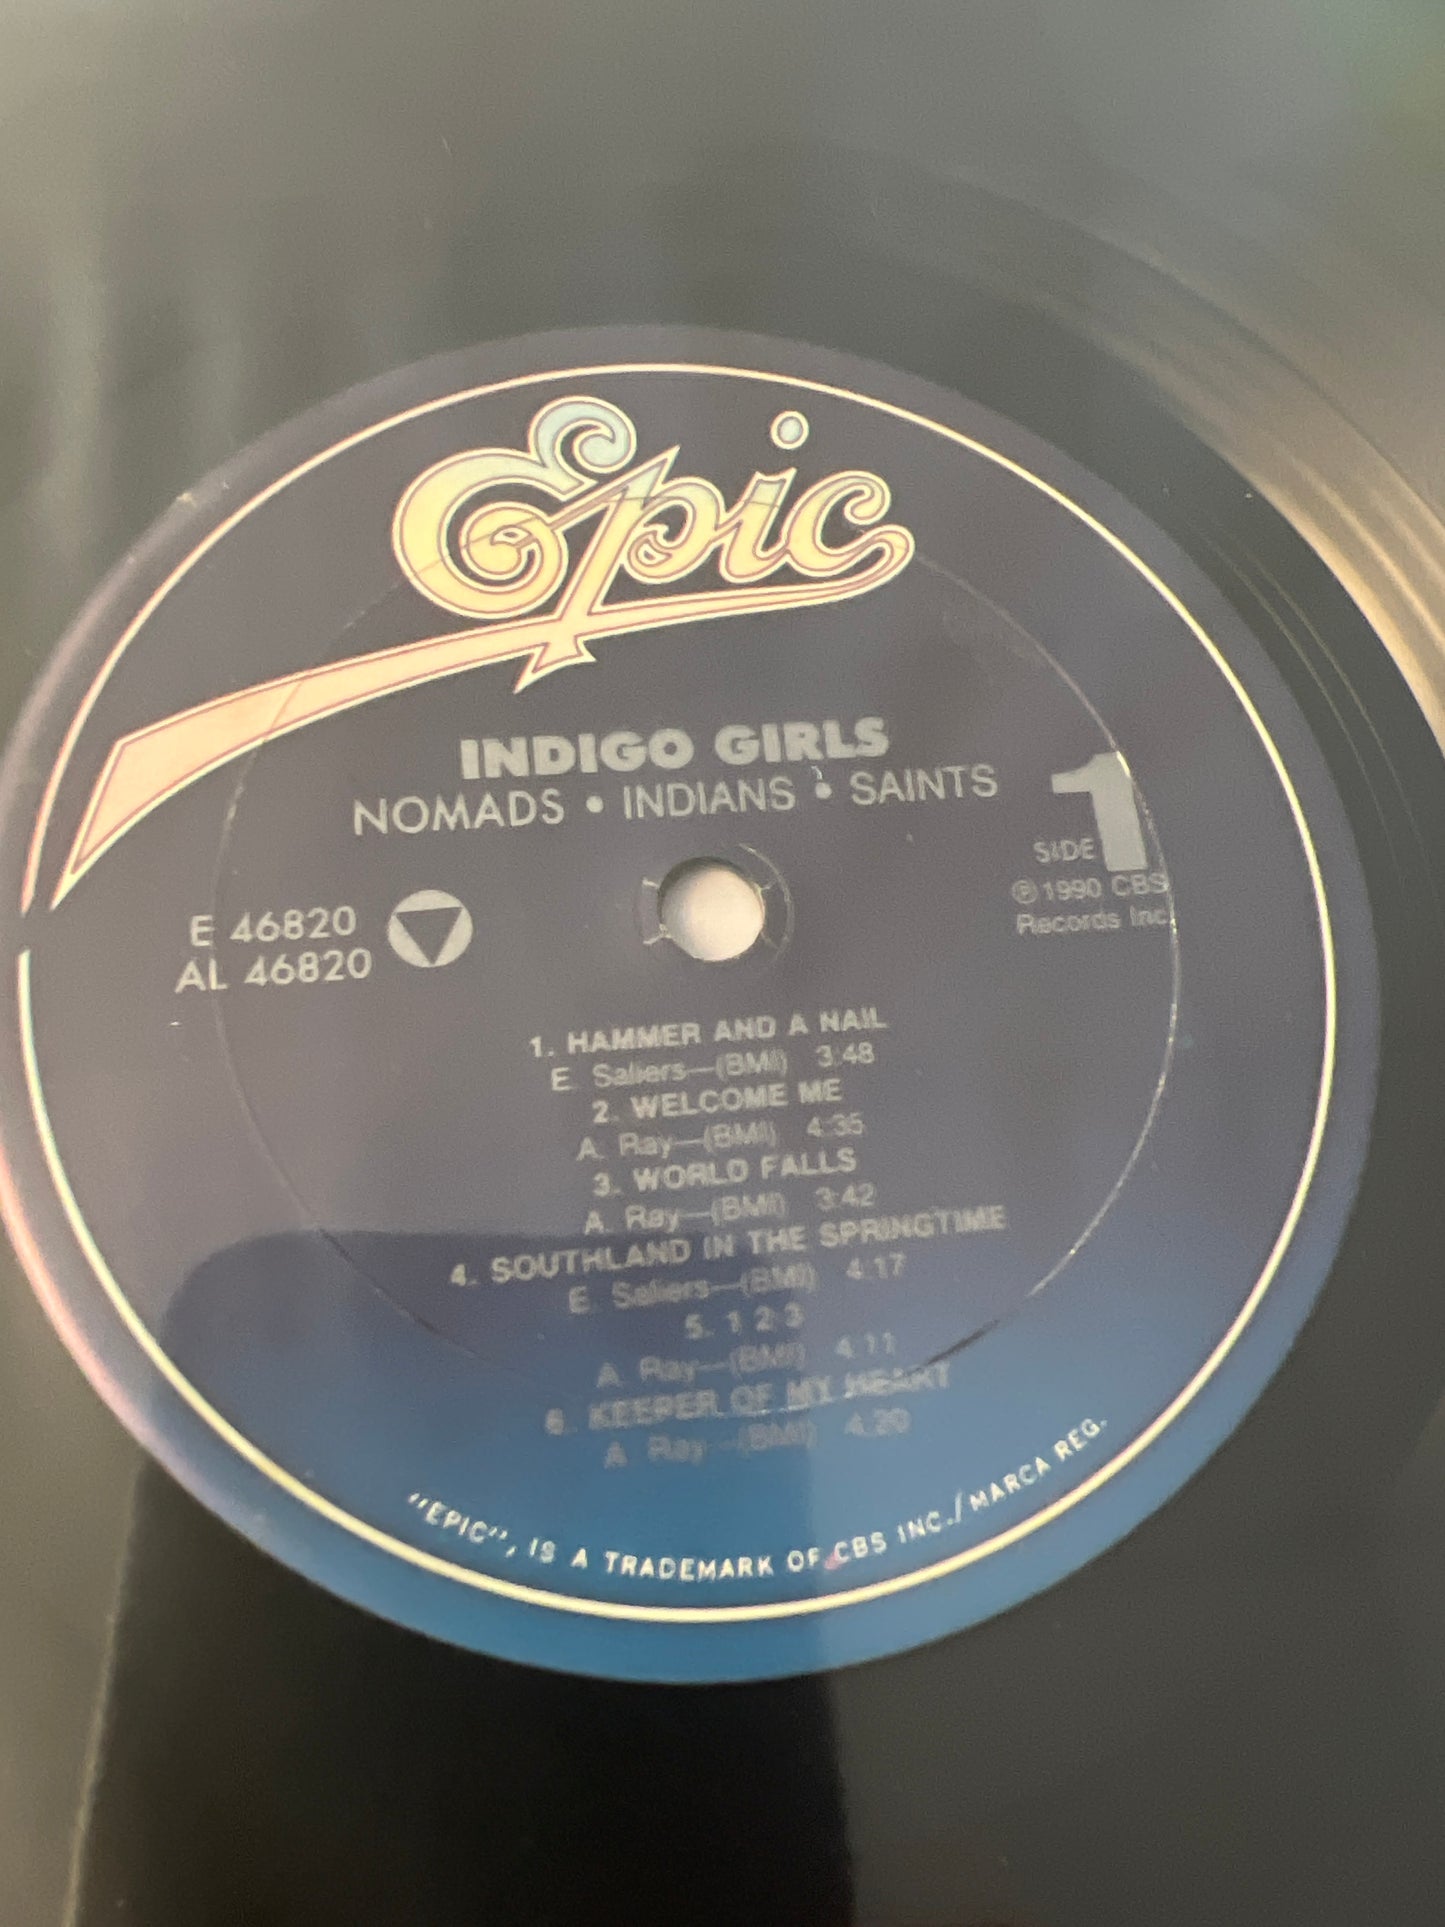 Epic
INDIGO GIRLS
NOMADS • INDIANS • SAINTS
SIDE 1
℗ 1990 CBS
Records Inc.
E 46820
AL 46820
1. HAMMER AND A NAIL
E. Saliers—(BMI) 3:48
2. WELCOME ME
A. Ray—(BMI) 4:35
3. WORLD FALLS
A. Ray—(BMI) 3:42
4. SOUTHLAND IN THE SPRINGTIME
E. Saliers—(BMI) 4:17
5. 1 2 3
A. Ray—(BMI) 4:11
6. KEEPER OF MY HEART
A. Ray—(BMI) 4:20
"EPIC", IS A TRADEMARK OF CBS INC./MARCA REG.